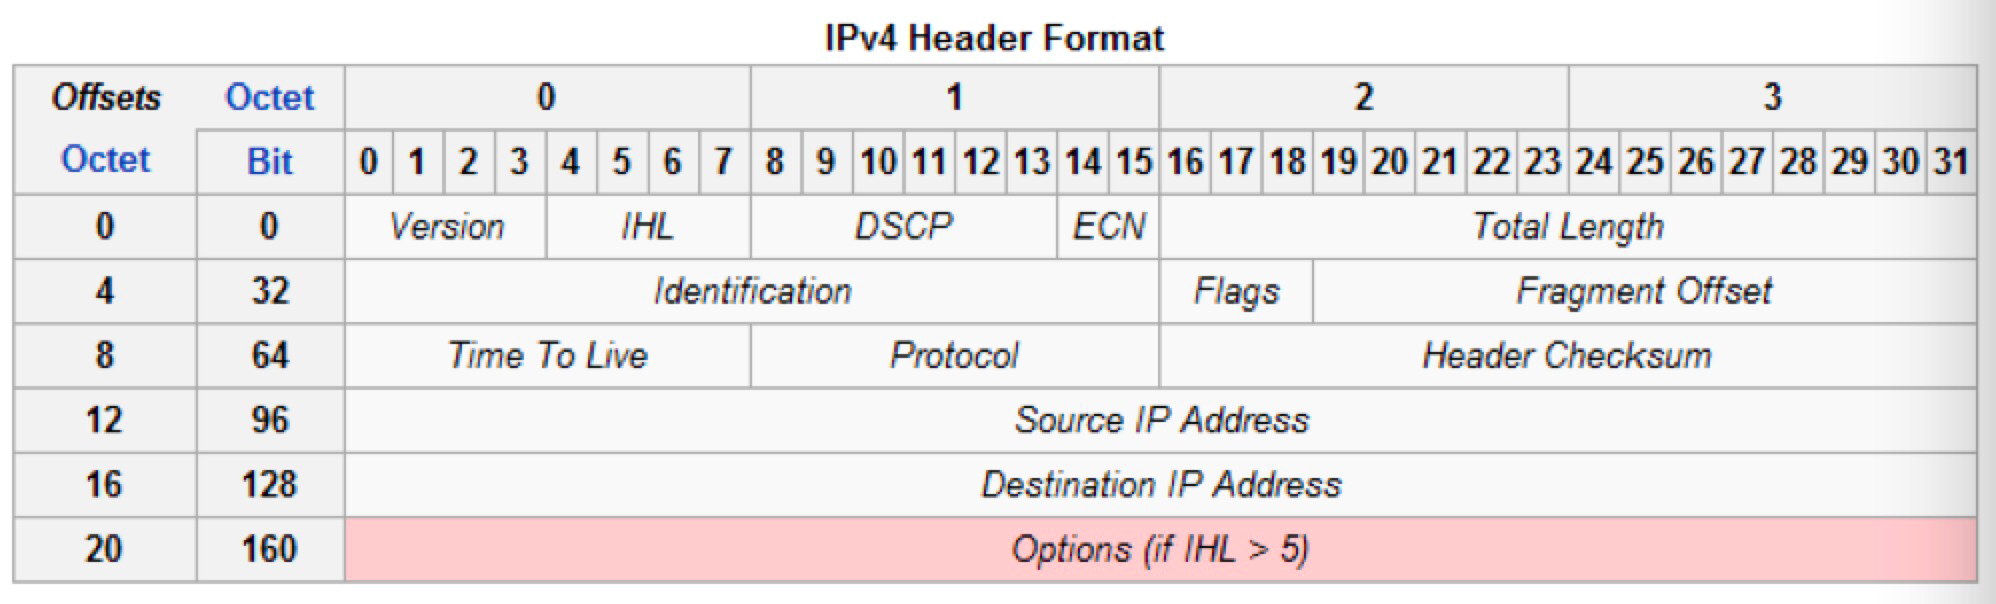 IPv4 Header Format
Offsets Octet 0 1 2 3
Octet Bit 0 1 2 3 4 5 6 7 8 9 10 11 12 13 14 15 16 17 18 19 20 21 22 23 24 25 26 27 28 29 30 31
0 0 Version IHL DSCP ECN Total Length
4 32 Identification Flags Fragment Offset
8 64 Time To Live Protocol Header Checksum
12 96 Source IP Address
16 128 Destination IP Address
20 160 Options (if IHL > 5)